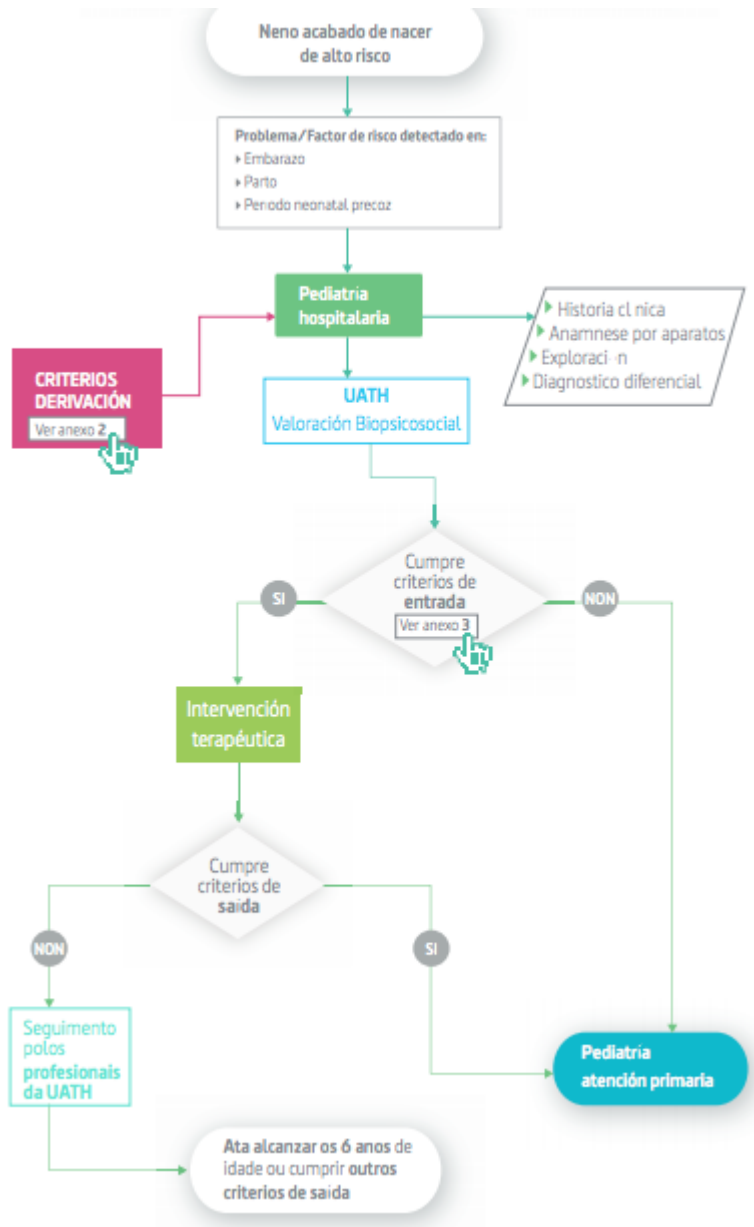 Neno acabado de nacer
de alto risco
Problema/Factor de risco detectado en:
Embarazo
Parto
Periodo neonatal precoz
Pediatría
hospitalaria
Historia cl nica
Anamnese por aparatos
Exploraci n
Diagnostico diferencial
CRITERIOS
DERIVACIÓN
Ver anexo 2
UATH
Valoración Biopsicosocial
Cumpre
criterios de
entrada
Ver anexo 3
SI
NON
Intervención
terapéutica
Cumpre
criterios de
saída
NON
SI
Seguimento
polos
profesionais
da UATH
Pediatría
atención primaria
Ata alcanzar os 6 anos de
idade ou cumprir outros
criterios de saída